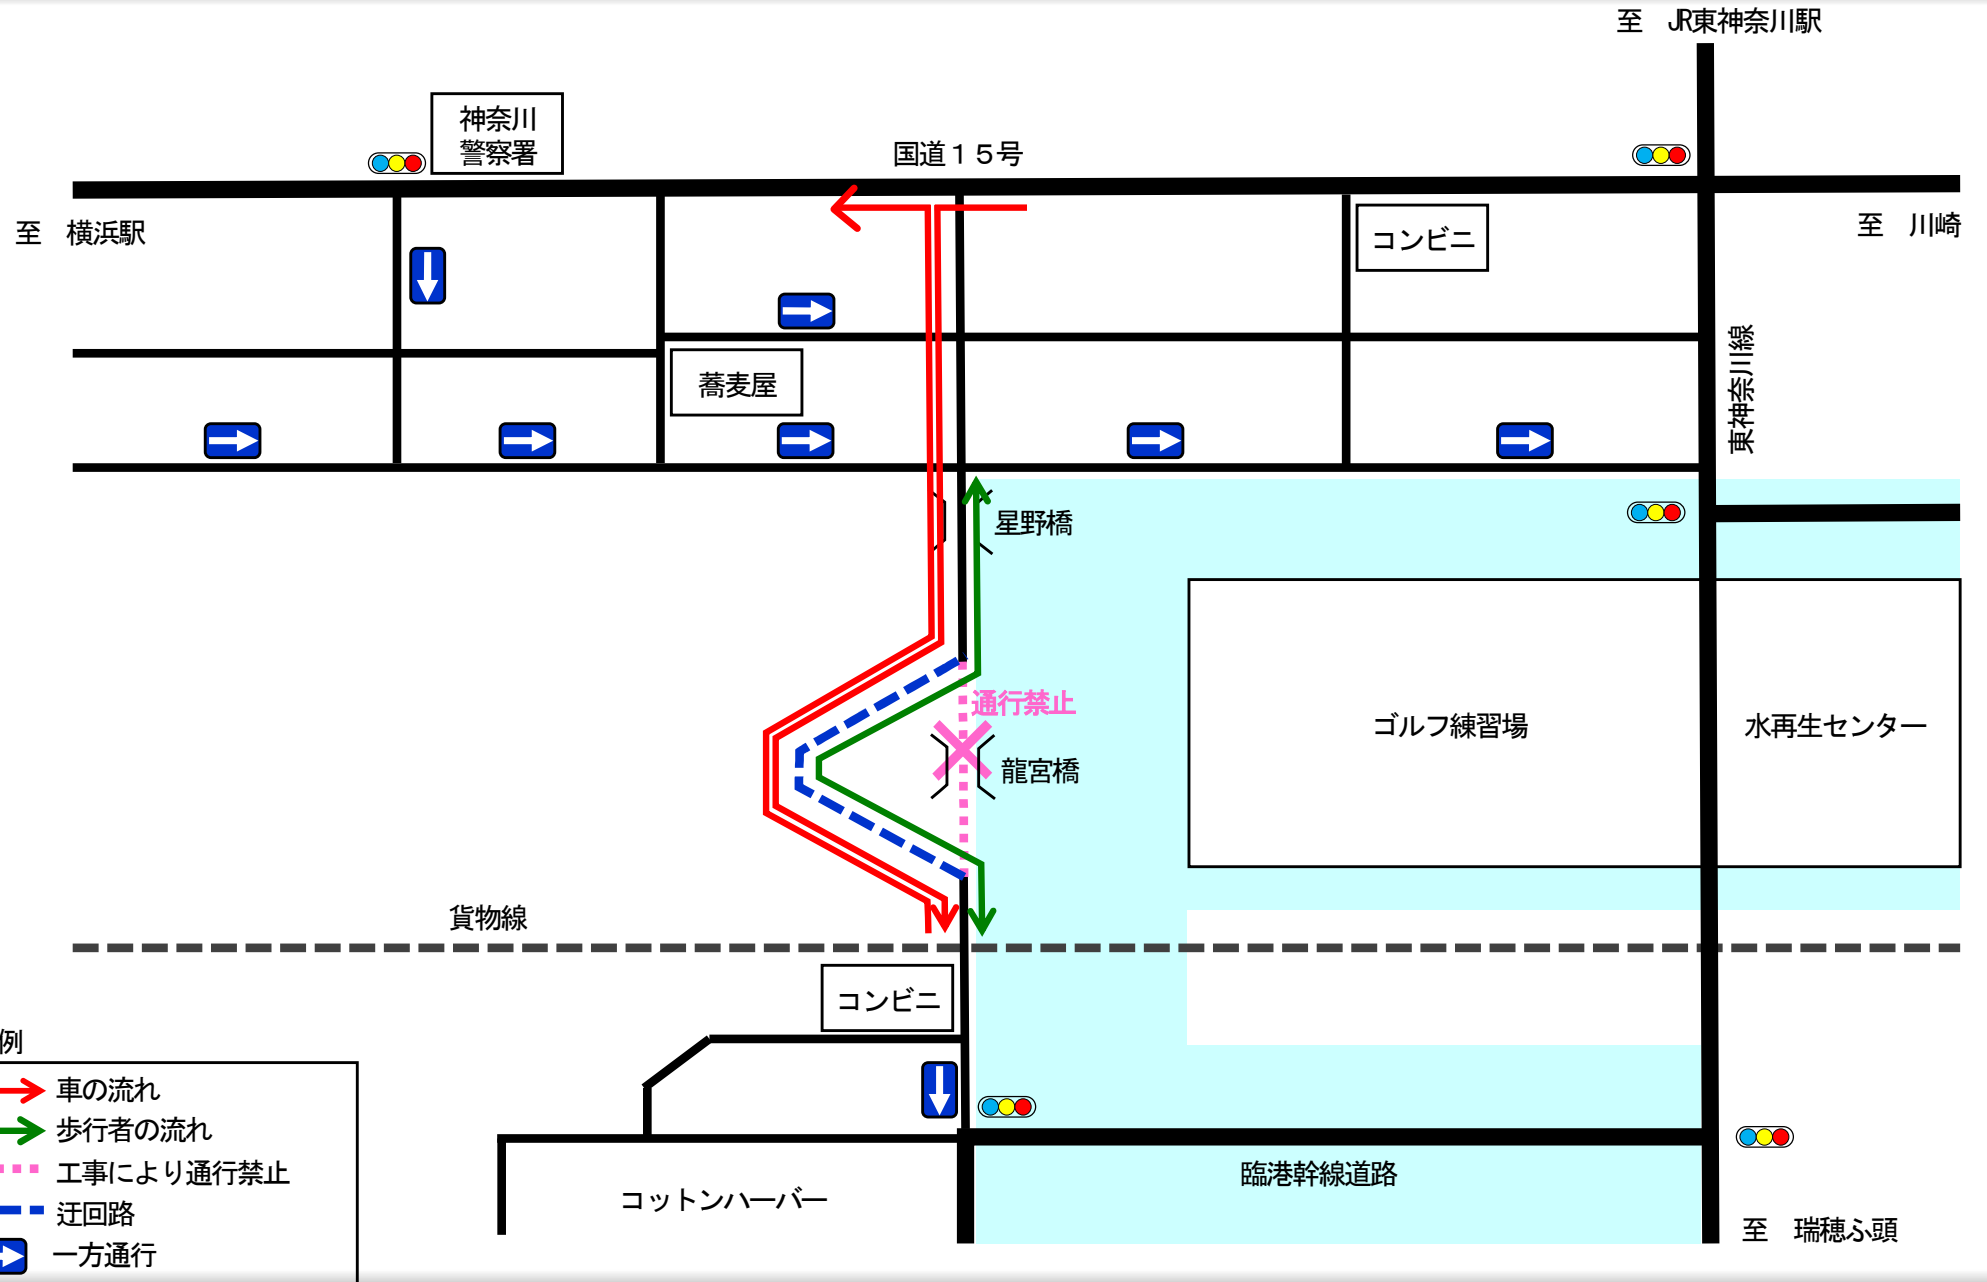 至　JR東神奈川駅
神奈川
警察署
国道１５号
至　横浜駅
コンビニ
至　川崎
蕎麦屋
東神奈川線
星野橋
通行禁止
龍宮橋
ゴルフ練習場
水再生センター
貨物線
コンビニ
例
車の流れ
歩行者の流れ
工事により通行禁止
迂回路
一方通行
コットンハーバー
臨港幹線道路
至　瑞穂ふ頭